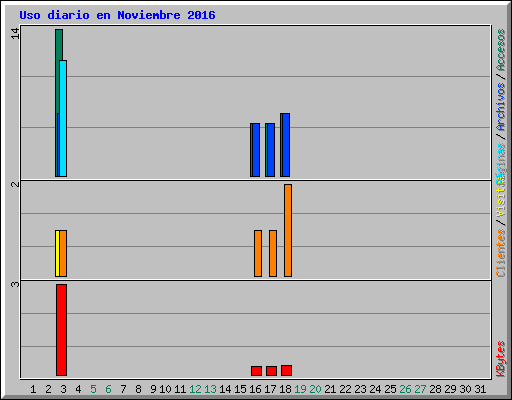 Uso diario en Noviembre 2016
14
2
3
Accesos
/
Archivos
/
Páginas
Visitas
/
Clientes
KBytes
1 2 3 4 5 6 7 8 9 10 11 12 13 14 15 16 17 18 19 20 21 22 23 24 25 26 27 28 29 30 31